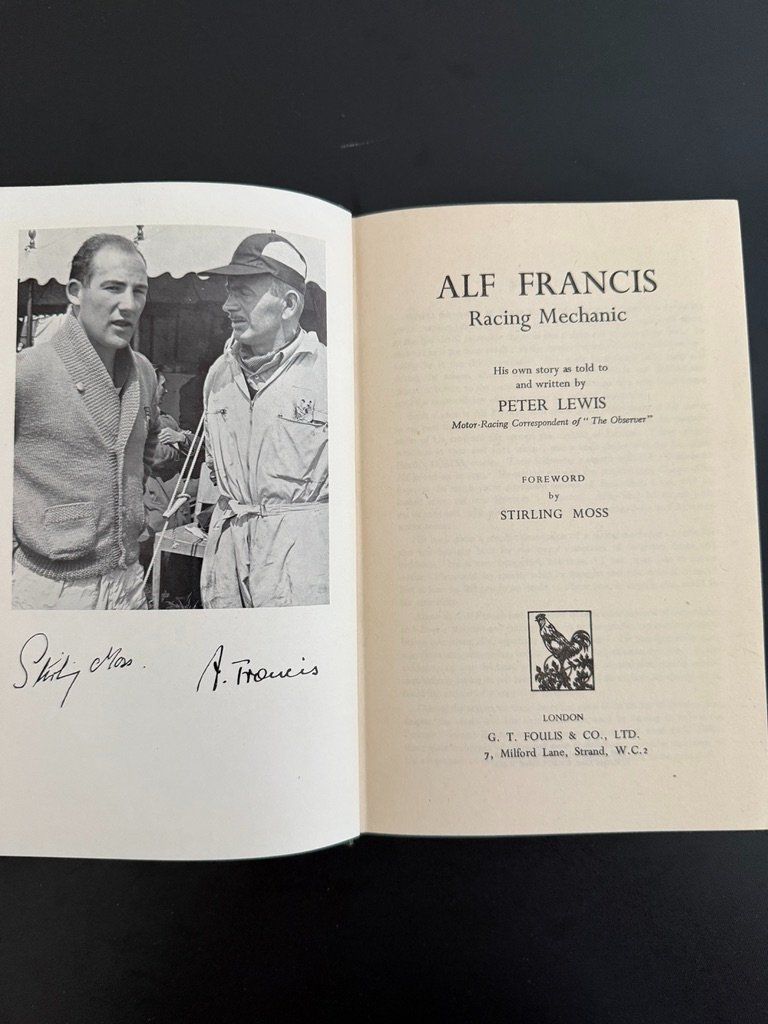 Stirling Moss.
A. Francis
ALF FRANCIS
Racing Mechanic
His own story as told to
and written by
PETER LEWIS
Motor-Racing Correspondent of "The Observer"
FOREWORD
by
STIRLING MOSS
LONDON
G. T. FOULIS & CO., LTD.
7, Milford Lane, Strand, W.C.2